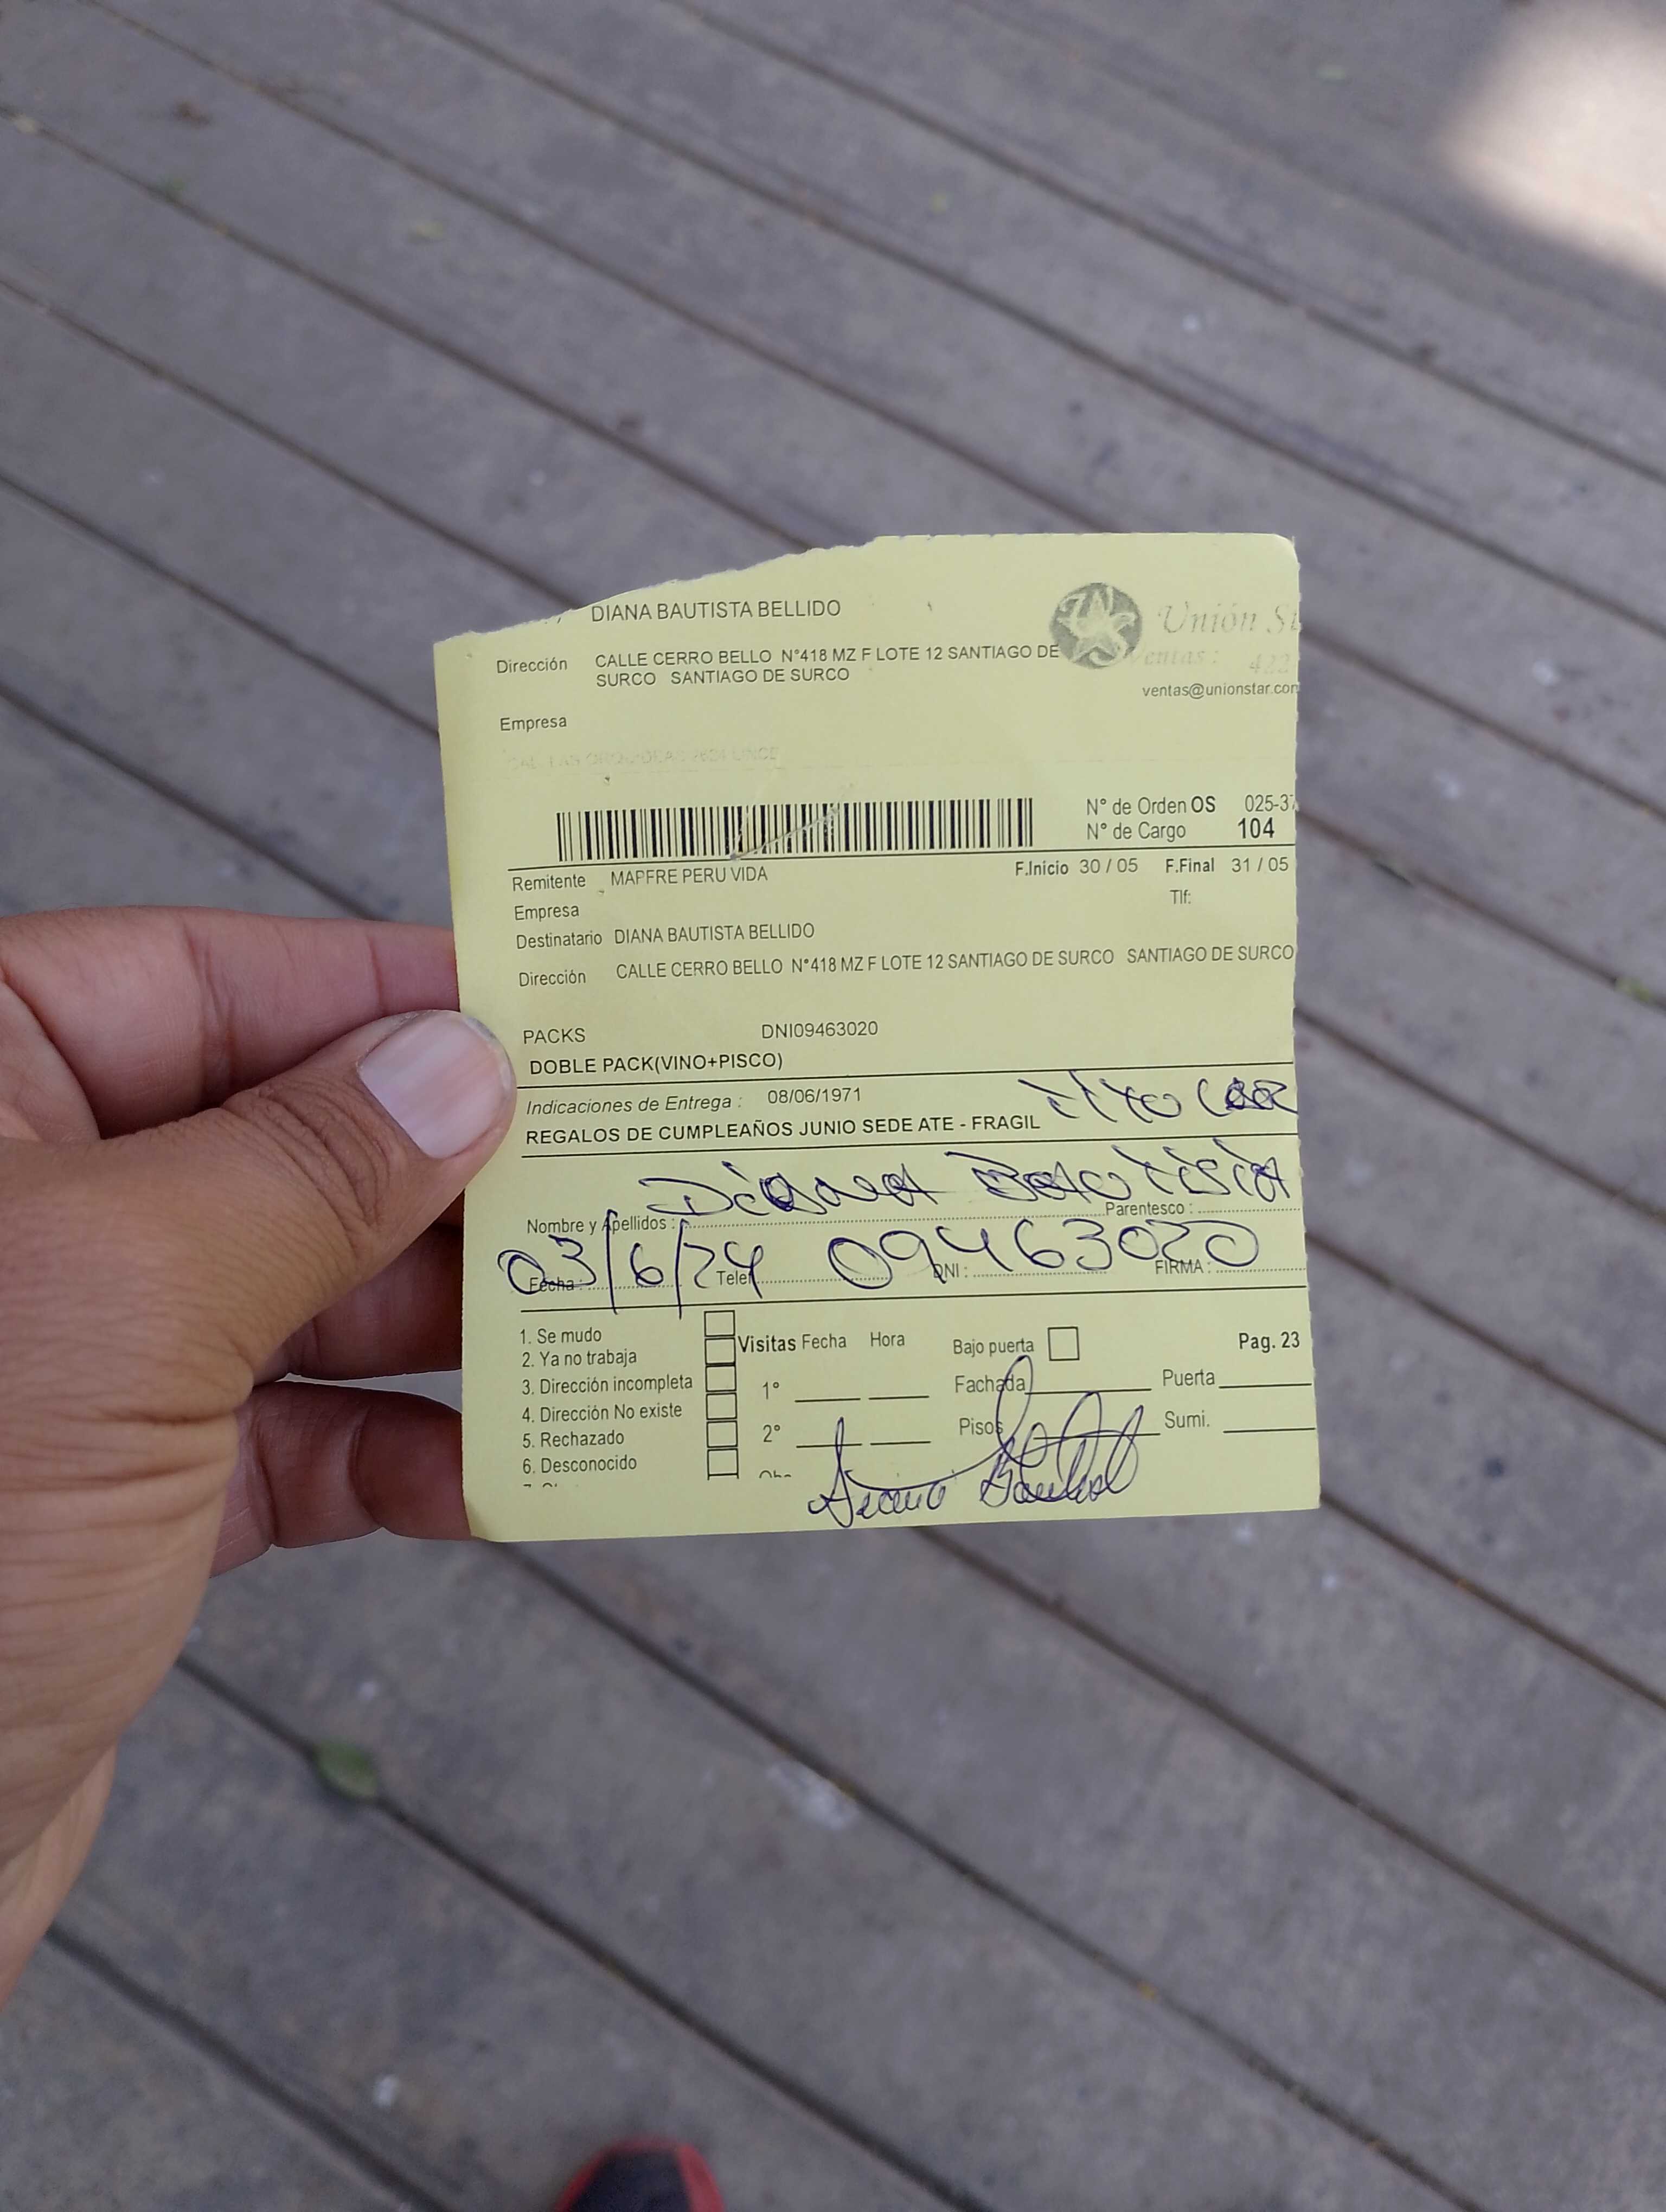 DIANA BAUTISTA BELLIDO
Unión St
Dirección CALLE CERRO BELLO N°418 MZ F LOTE 12 SANTIAGO DE
SURCO SANTIAGO DE SURCO
Ventas : 422
ventas@unionstar.com
Empresa
N° de Orden OS 025-37
N° de Cargo 104
Remitente MAPFRE PERU VIDA F.Inicio 30 / 05 F.Final 31 / 05
Tlf:
Empresa
Destinatario DIANA BAUTISTA BELLIDO
Dirección CALLE CERRO BELLO N°418 MZ F LOTE 12 SANTIAGO DE SURCO SANTIAGO DE SURCO
PACKS DNI09463020
DOBLE PACK(VINO+PISCO)
Indicaciones de Entrega : 08/06/1971
REGALOS DE CUMPLEAÑOS JUNIO SEDE ATE - FRAGIL
Diana Bautista
Nombre y Apellidos : Parentesco :
03/6/24 09463020
Fecha : Telef DNI : FIRMA :
1. Se mudo
2. Ya no trabaja
3. Dirección incompleta
4. Dirección No existe
5. Rechazado
6. Desconocido
Visitas Fecha Hora
1°
2°
Bajo puerta
Pag. 23
Fachada Puerta
Pisos Sumi.